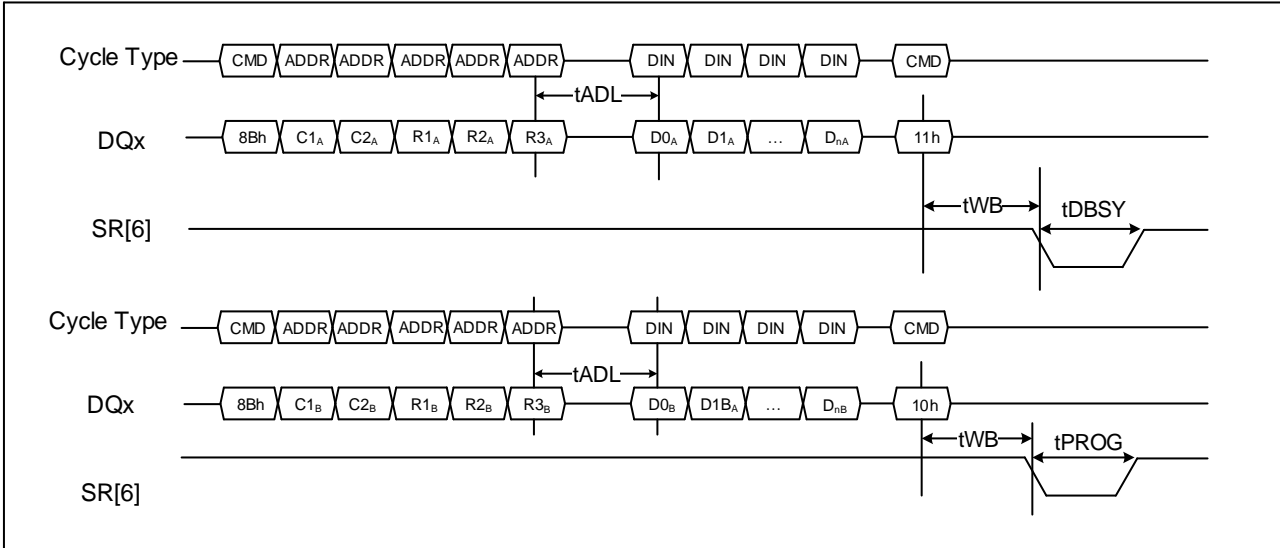 Cycle Type CMD ADDR ADDR ADDR ADDR ADDR DIN DIN DIN DIN CMD
tADL
DQx 8Bh C1A C2A R1A R2A R3A D0A D1A ... DnA 11h
tWB tDBSY
SR[6]
Cycle Type CMD ADDR ADDR ADDR ADDR ADDR DIN DIN DIN DIN CMD
tADL
DQx 8Bh C1B C2B R1B R2B R3B D0B D1BA ... DnB 10h
tWB tPROG
SR[6]